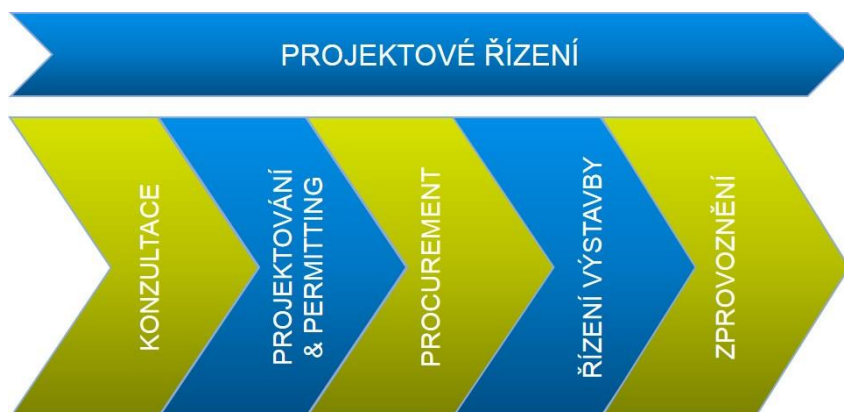 PROJEKTOVÉ ŘÍZENÍ
KONZULTACE
PROJEKTOVÁNÍ
& PERMITTING
PROCUREMENT
ŘÍZENÍ VÝSTAVBY
ZPROVOZNĚNÍ